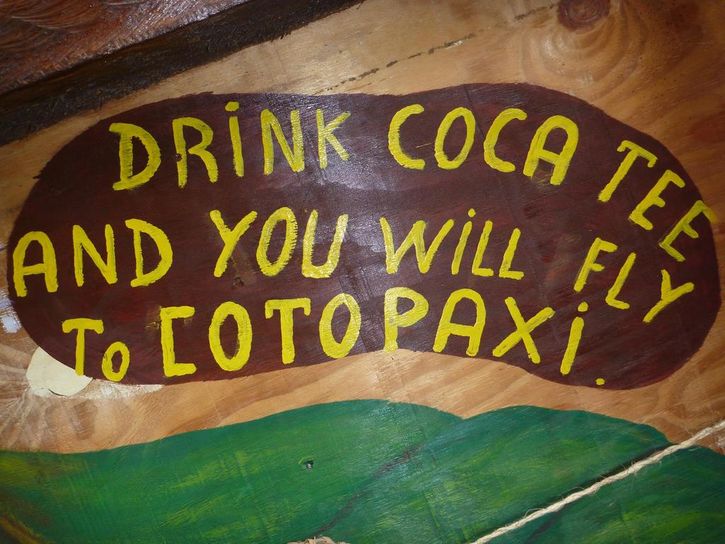 DRiNK COCA TEE
AND YOU WiLL FLY
To COTOPAXi.